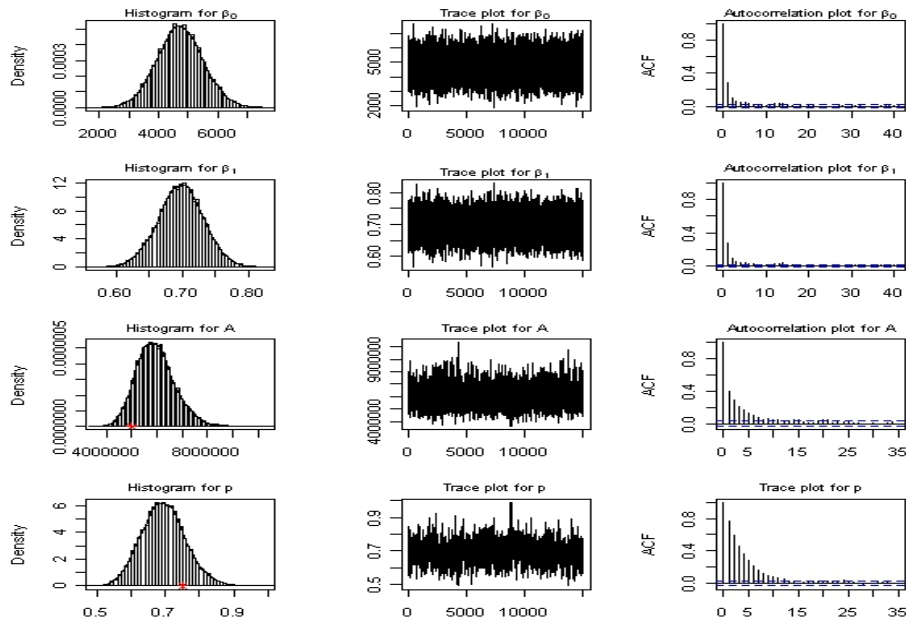 Histogram for β0
Density
0.0003
0.0000
2000 4000 6000
Trace plot for β0
5000
2000
0 5000 10000
Autocorrelation plot for β0
ACF
0.8
0.4
0.0
0 10 20 30 40
Histogram for β1
Density
12
8
4
0
0.60 0.70 0.80
Trace plot for β1
0.80
0.70
0.60
0 5000 10000
Autocorrelation plot for β1
ACF
0.8
0.4
0.0
0 10 20 30 40
Histogram for A
Density
0.0000005
0.0000000
4000000 8000000
Trace plot for A
9000000
4000000
0 5000 10000
Autocorrelation plot for A
ACF
0.8
0.4
0.0
0 5 15 25 35
Histogram for p
Density
6
4
2
0
0.5 0.7 0.9
Trace plot for p
0.9
0.7
0.5
0 5000 10000
Trace plot for p
ACF
0.8
0.4
0.0
0 5 15 25 35